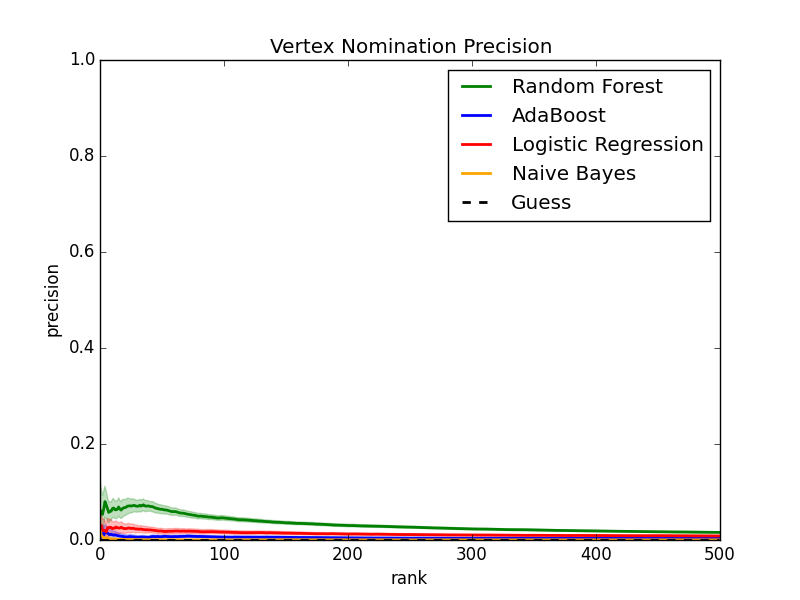 Vertex Nomination Precision
1.0
0.8
0.6
0.4
0.2
0.0
precision
Random Forest
AdaBoost
Logistic Regression
Naive Bayes
Guess
0 100 200 300 400 500
rank